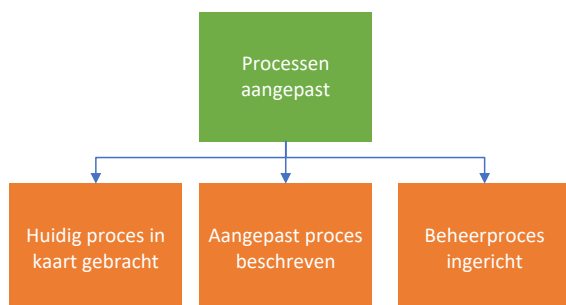 Processen
aangepast
Huidig proces in
kaart gebracht
Aangepast proces
beschreven
Beheerproces
ingericht